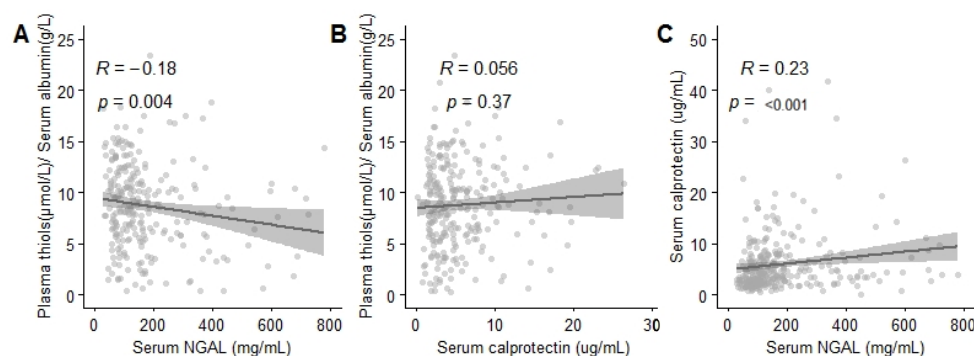 A
Plasma thiols(μmol/L)/ Serum albumin(g/L)
25
20
15
10
5
0
R = −0.18
p = 0.004
0 200 400 600 800
Serum NGAL (mg/mL)
B
Plasma thiols(μmol/L)/ Serum albumin(g/L)
25
20
15
10
5
0
R = 0.056
p = 0.37
0 10 20 30
Serum calprotectin (ug/mL)
C
Serum calprotectin (ug/mL)
50
40
30
20
10
0
R = 0.23
p = <0.001
0 200 400 600 800
Serum NGAL (mg/mL)